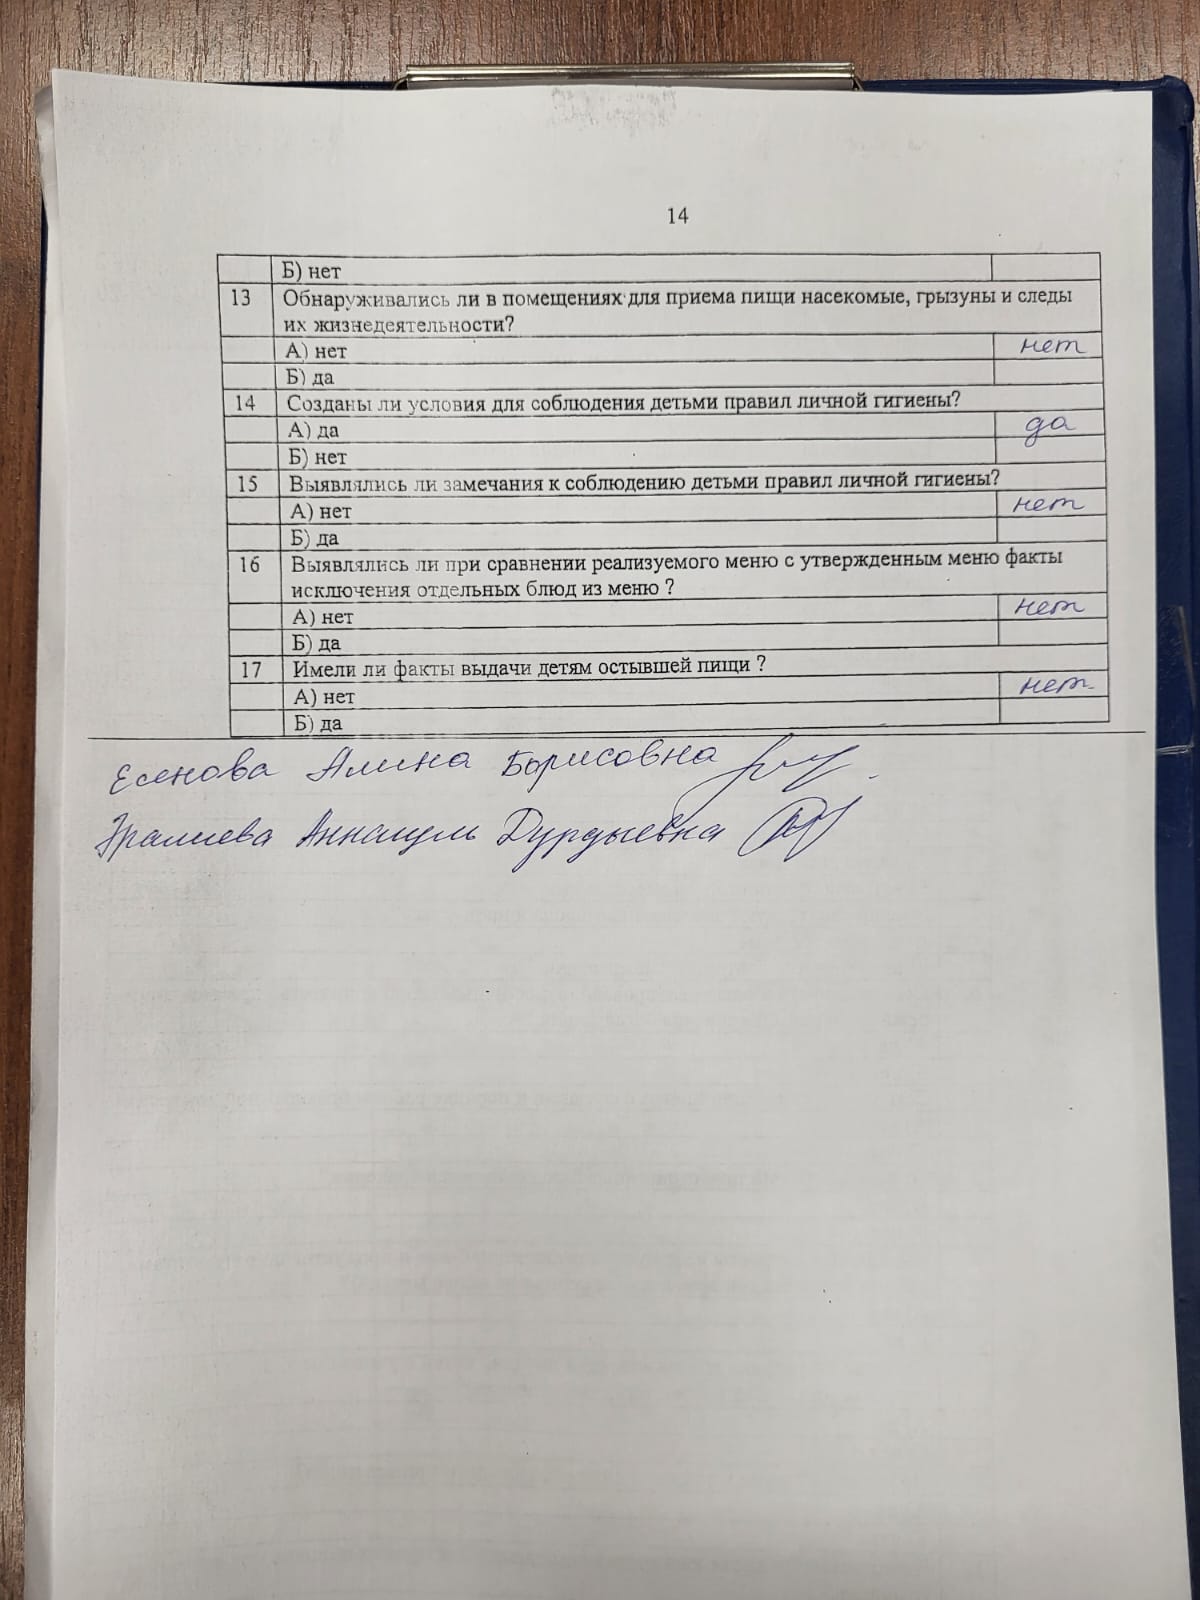 14
Б) нет
13 Обнаруживались ли в помещениях для приема пищи насекомые, грызуны и следы
их жизнедеятельности?
А) нет нет
Б) да
14 Созданы ли условия для соблюдения детьми правил личной гигиены?
А) да да
Б) нет
15 Выявлялись ли замечания к соблюдению детьми правил личной гигиены?
А) нет нет
Б) да
16 Выявлялись ли при сравнении реализуемого меню с утвержденным меню факты
исключения отдельных блюд из меню ?
А) нет нет
Б) да
17 Имели ли факты выдачи детям остывшей пищи ?
А) нет нет
Б) да
Есенова Алина Борисовна
Эралиева Аннагуль Дурдыевна